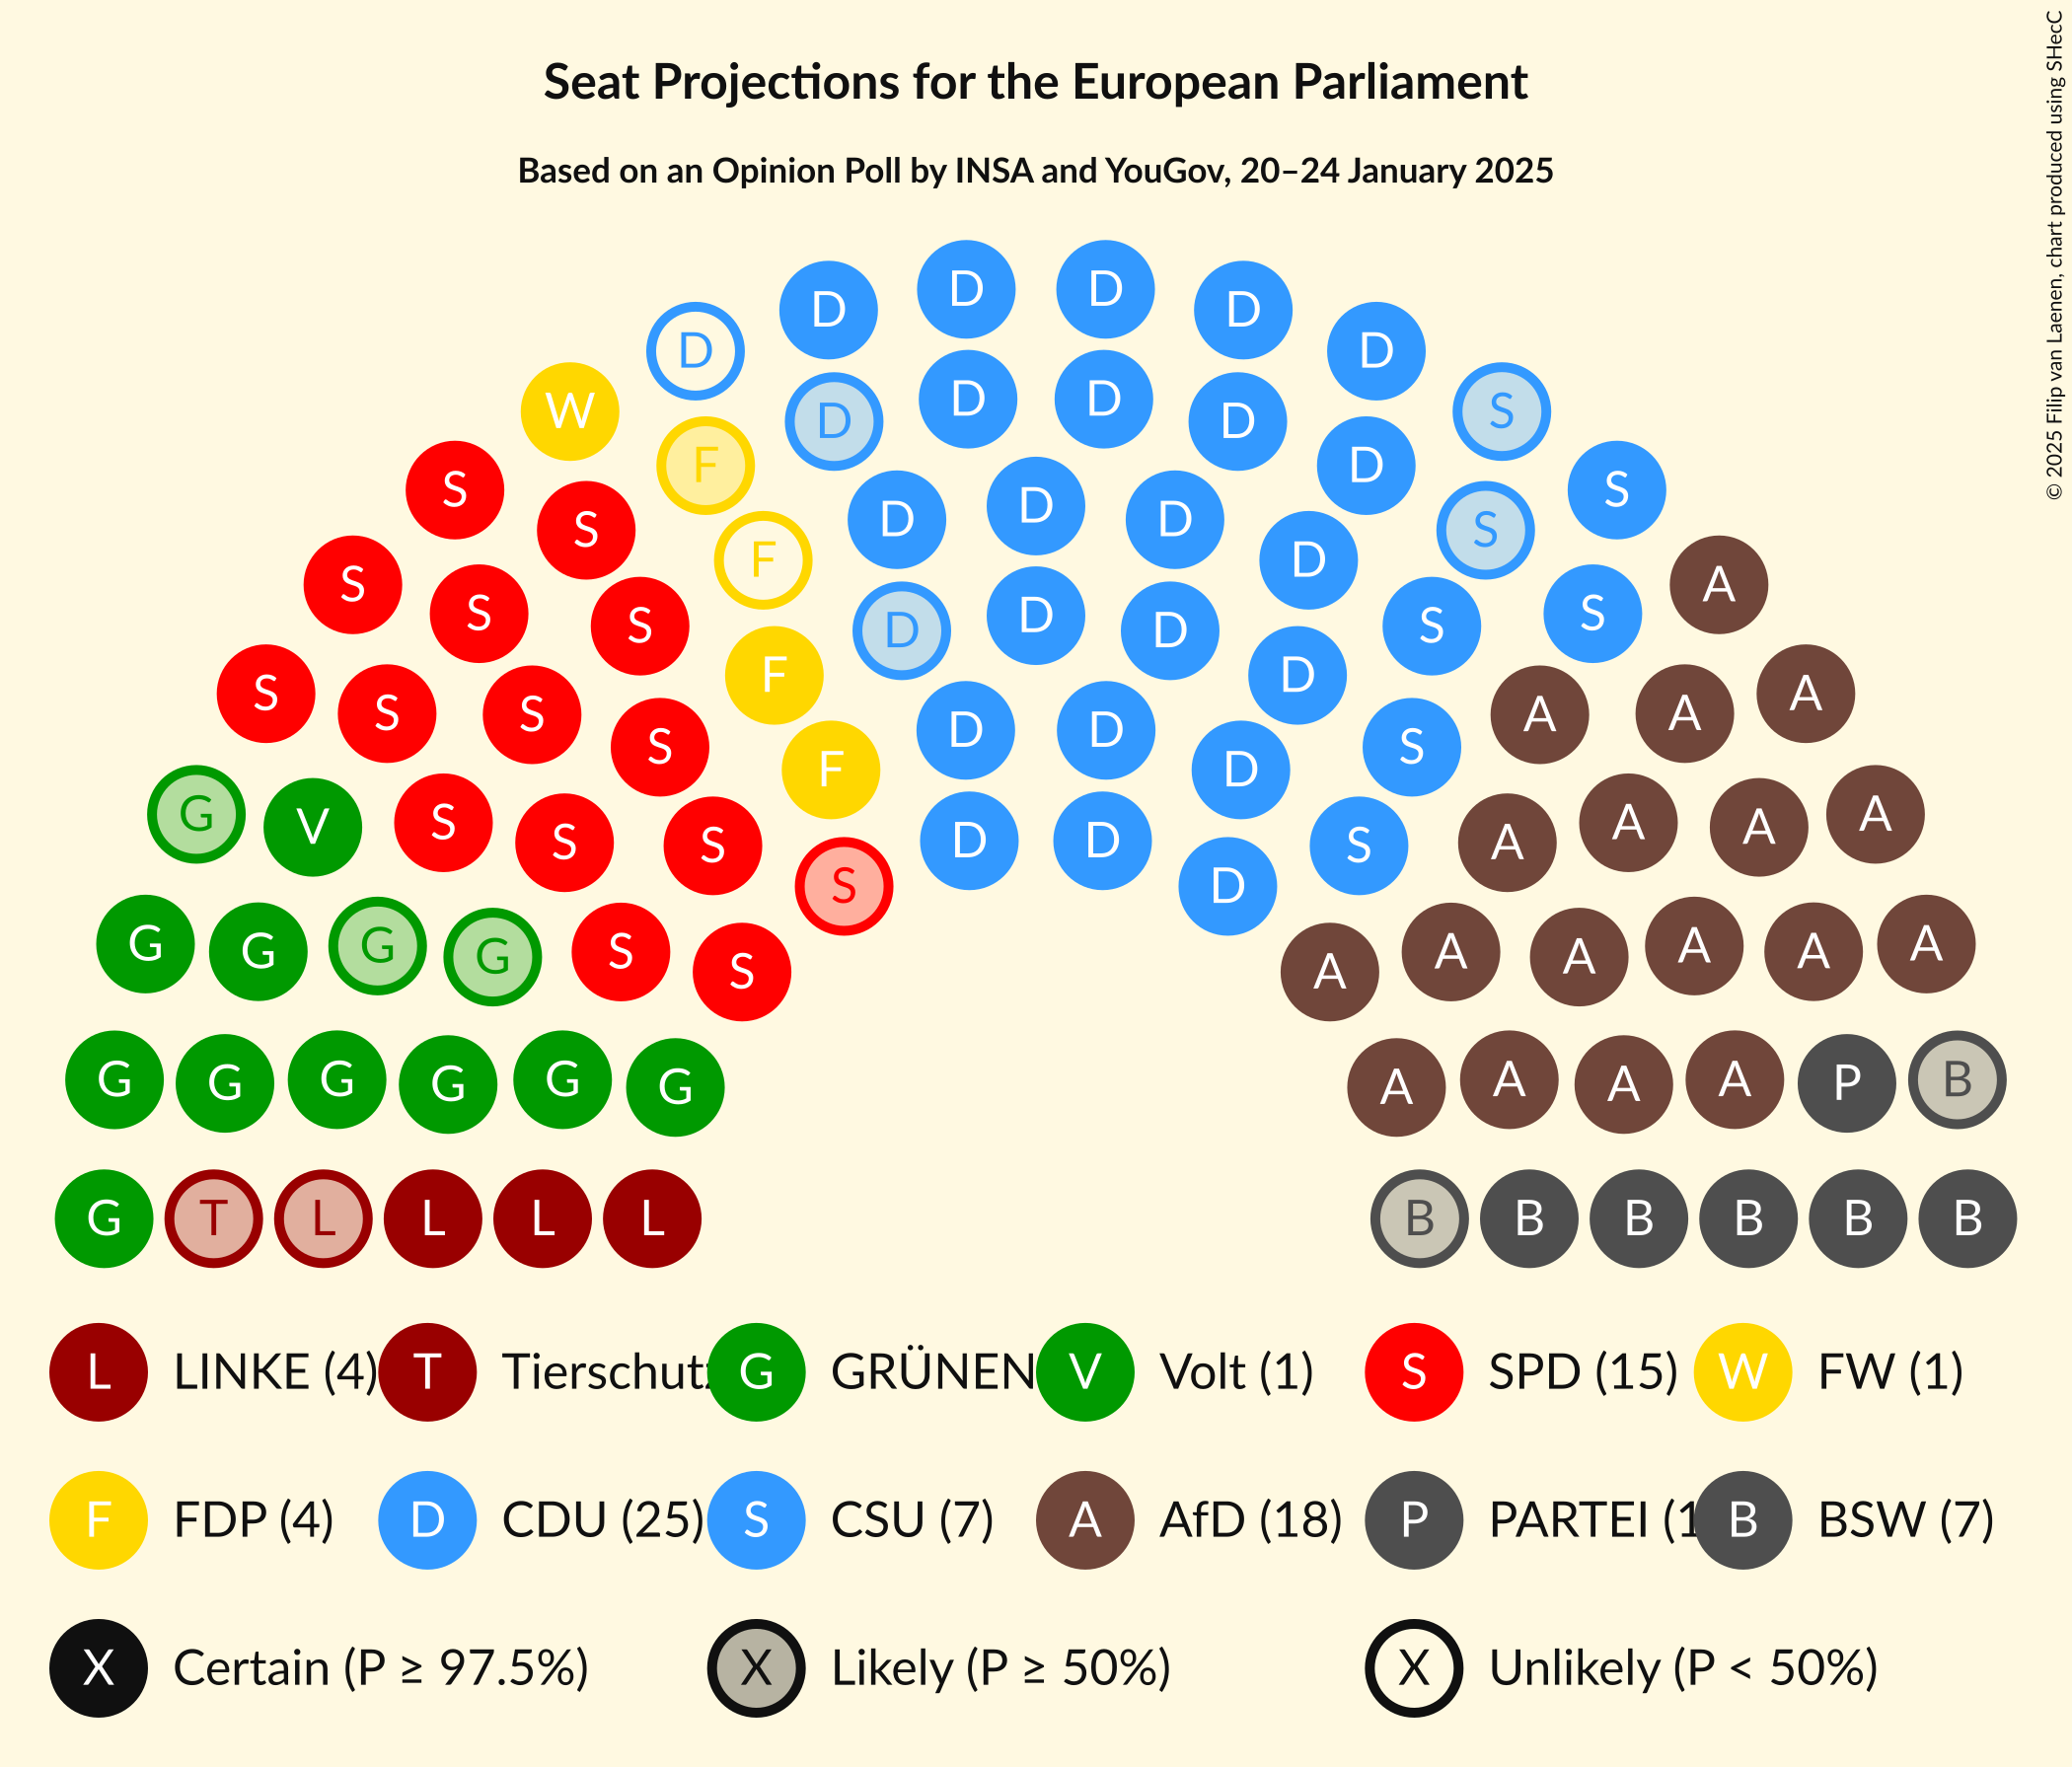 Seat Projections for the European Parliament
Based on an Opinion Poll by INSA and YouGov, 20–24 January 2025
© 2025 Filip van Laenen, chart produced using SHecC
D D D D
D D
D D
W D D S
F D
S D D D S
S S
F D
S A
S D S
S D D S
F D
S S S A A A
D D
S S
F D
G V S A A A
S S D D S A
S D
G G G G S A A A A A
S A
G G G G G G A A A A P B
G T L L L L B B B B B B
L LINKE (4) T Tierschutz G GRÜNEN V Volt (1) S SPD (15) W FW (1)
F FDP (4) D CDU (25) S CSU (7) A AfD (18) P PARTEI (1 B BSW (7)
X Certain (P ≥ 97.5%) X Likely (P ≥ 50%) X Unlikely (P < 50%)